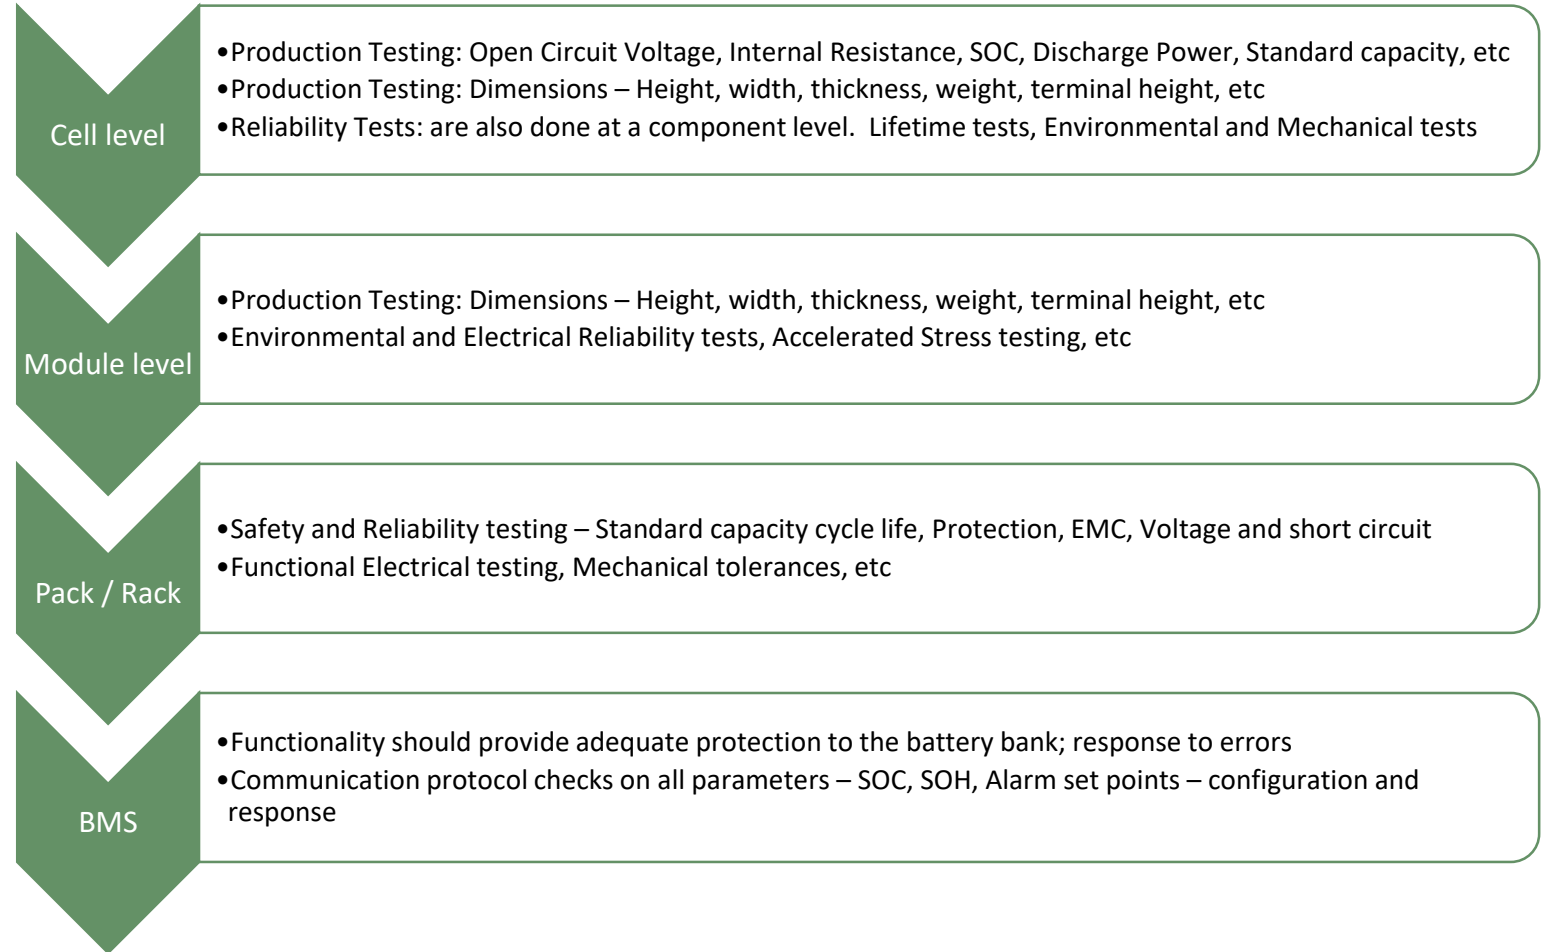 Cell level
•Production Testing: Open Circuit Voltage, Internal Resistance, SOC, Discharge Power, Standard capacity, etc
•Production Testing: Dimensions – Height, width, thickness, weight, terminal height, etc
•Reliability Tests: are also done at a component level.  Lifetime tests, Environmental and Mechanical tests
Module level
•Production Testing: Dimensions – Height, width, thickness, weight, terminal height, etc
•Environmental and Electrical Reliability tests, Accelerated Stress testing, etc
Pack / Rack
•Safety and Reliability testing – Standard capacity cycle life, Protection, EMC, Voltage and short circuit
•Functional Electrical testing, Mechanical tolerances, etc
BMS
•Functionality should provide adequate protection to the battery bank; response to errors
•Communication protocol checks on all parameters – SOC, SOH, Alarm set points – configuration and
response